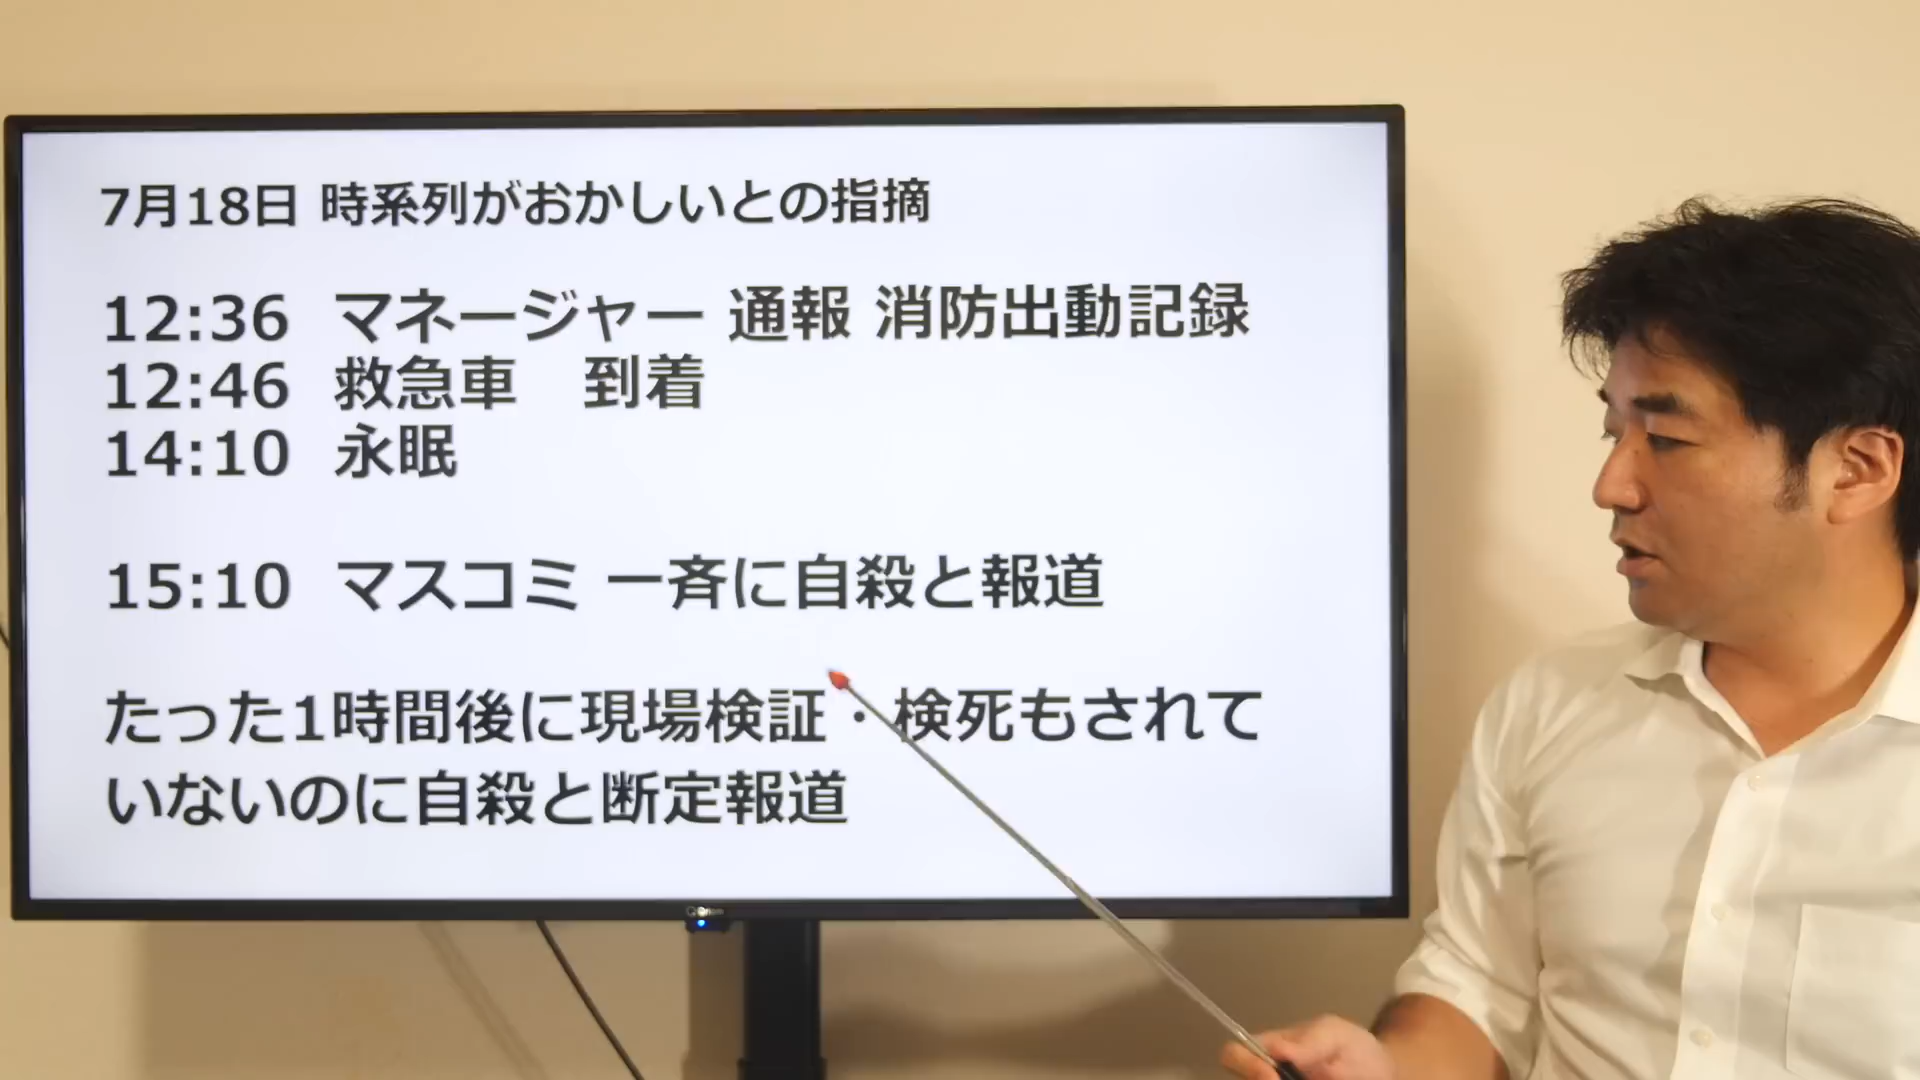 7月18日 時系列がおかしいとの指摘
12:36 マネージャー 通報 消防出動記録
12:46 救急車 到着
14:10 永眠
15:10 マスコミ 一斉に自殺と報道
たった1時間後に現場検証・検死もされて
いないのに自殺と断定報道